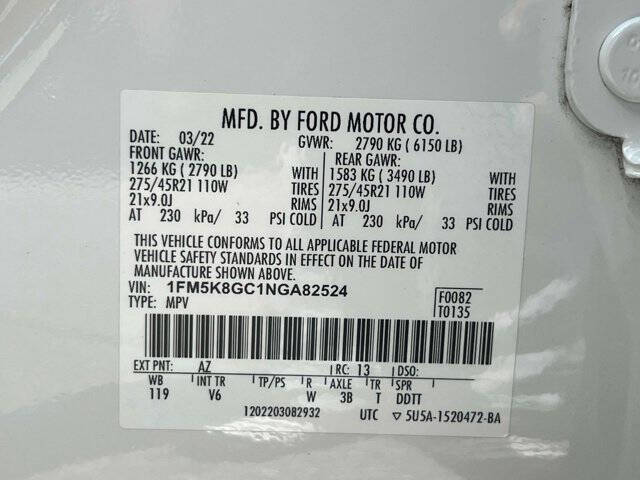 MFD. BY FORD MOTOR CO.
DATE: 03/22 GVWR: 2790 KG ( 6150 LB)
FRONT GAWR: REAR GAWR:
1266 KG ( 2790 LB) WITH 1583 KG ( 3490 LB) WITH
275/45R21 110W TIRES 275/45R21 110W TIRES
21x9.0J RIMS 21x9.0J RIMS
AT 230 kPa/ 33 PSI COLD AT 230 kPa/ 33 PSI COLD
THIS VEHICLE CONFORMS TO ALL APPLICABLE FEDERAL MOTOR
VEHICLE SAFETY STANDARDS IN EFFECT ON THE DATE OF
MANUFACTURE SHOWN ABOVE.
VIN: 1FM5K8GC1NGA82524
TYPE: MPV
F0082
T0135
EXT PNT: AZ RC: 13 DSO:
WB INT TR TP/PS R AXLE TR SPR
119 V6 W 3B T DDTT
1202203082932 UTC ▽ 5U5A-1520472-BA